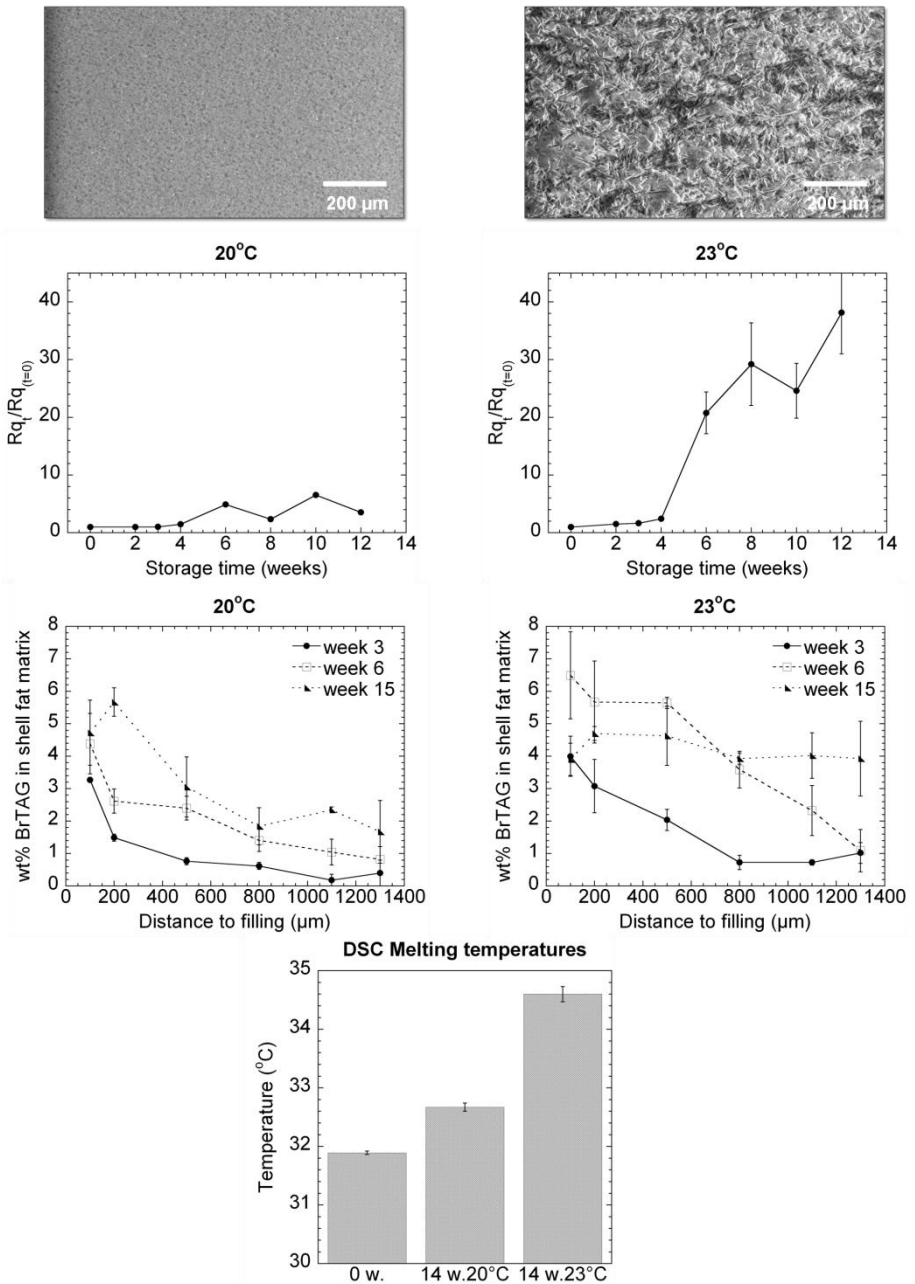 200 µm
200 µm
20°C
23°C
Rq_t/Rq_(t=0)
40
30
20
10
0
0 2 4 6 8 10 12 14
Storage time (weeks)
Rq_t/Rq_(t=0)
40
30
20
10
0
0 2 4 6 8 10 12 14
Storage time (weeks)
20°C
23°C
wt% BrTAG in shell fat matrix
8
7
6
5
4
3
2
1
0
week 3
week 6
week 15
0 200 400 600 800 1000 1200 1400
Distance to filling (µm)
wt% BrTAG in shell fat matrix
8
7
6
5
4
3
2
1
0
week 3
week 6
week 15
0 200 400 600 800 1000 1200 1400
Distance to filling (µm)
DSC Melting temperatures
Temperature (°C)
35
34
33
32
31
30
0 w. 14 w.20°C 14 w.23°C